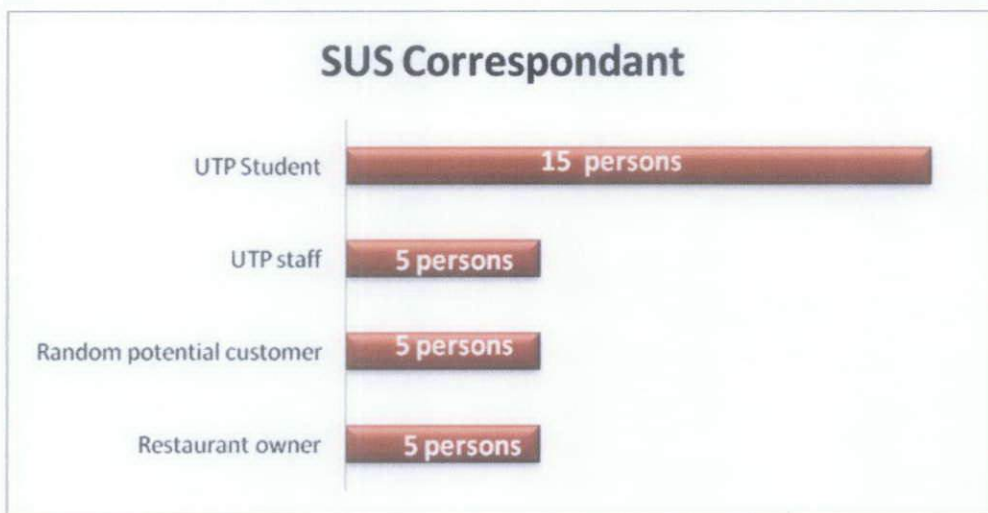 SUS Correspondant
UTP Student
15 persons
UTP staff
5 persons
Random potential customer
5 persons
Restaurant owner
5 persons